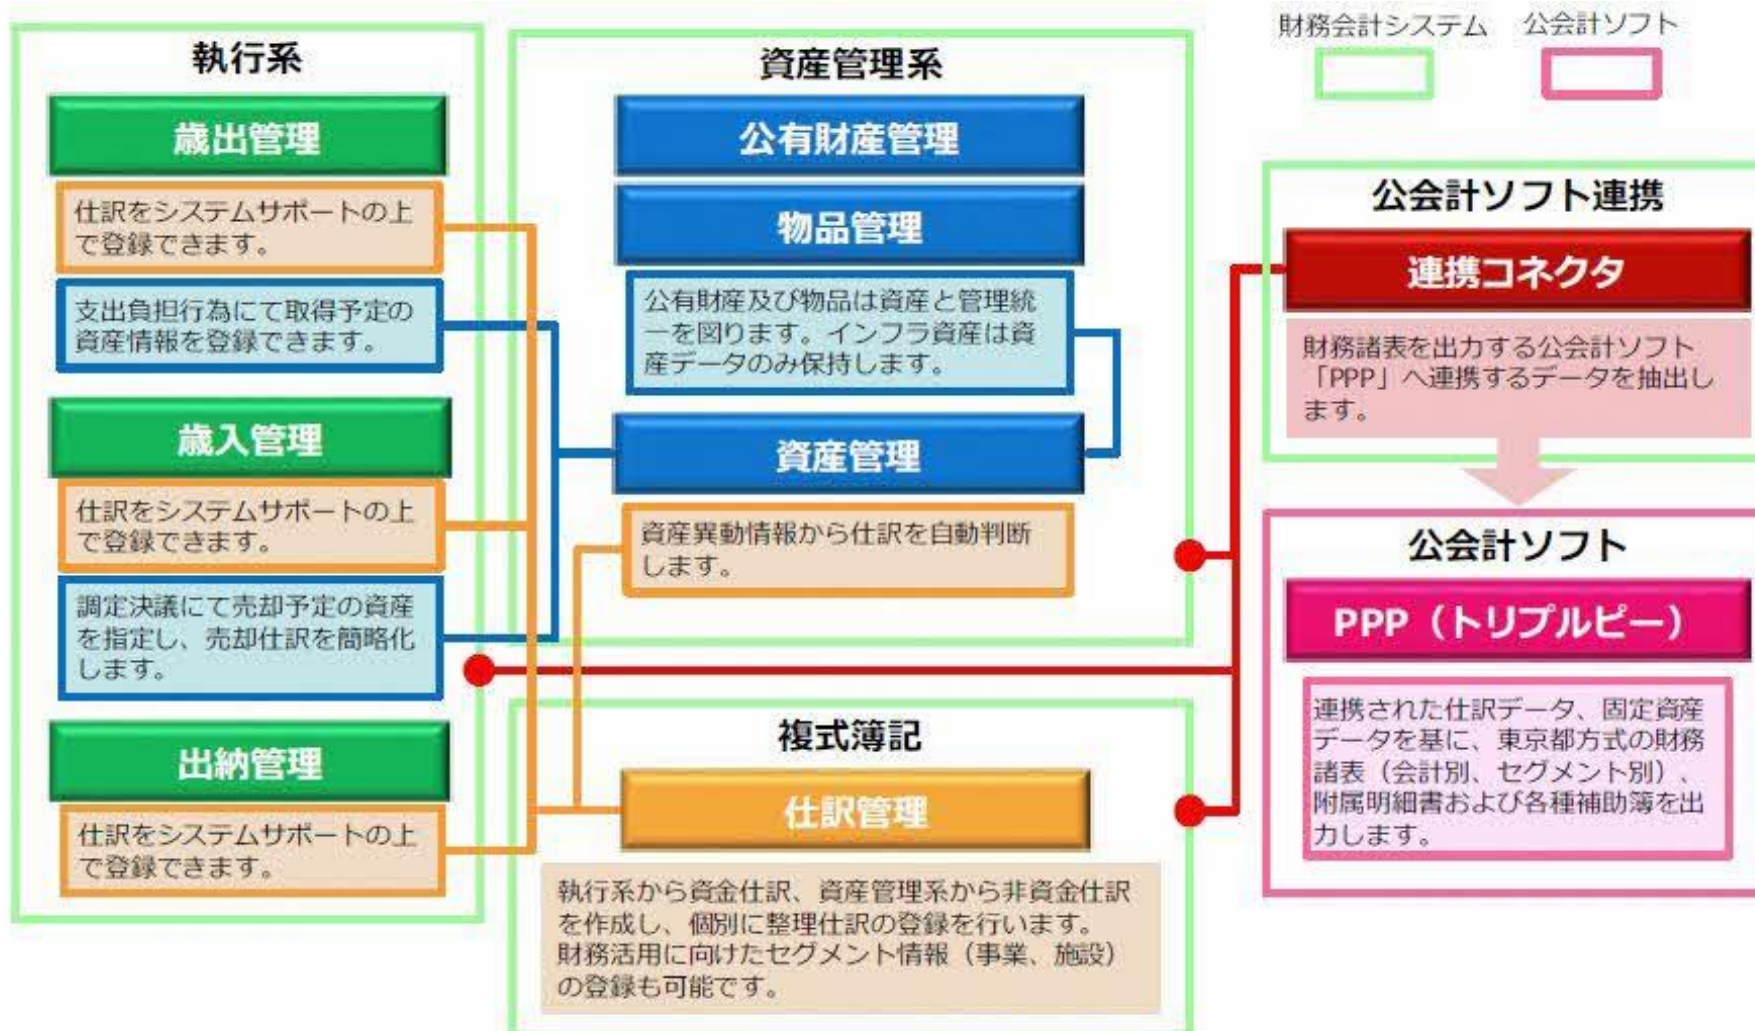 財務会計システム
公会計ソフト
執行系
歳出管理
仕訳をシステムサポートの上
で登録できます。
支出負担行為にて取得予定の
資産情報を登録できます。
歳入管理
仕訳をシステムサポートの上
で登録できます。
調定決議にて売却予定の資産
を指定し、売却仕訳を簡略化
します。
出納管理
仕訳をシステムサポートの上
で登録できます。
資産管理系
公有財産管理
物品管理
公有財産及び物品は資産と管理統
一を図ります。インフラ資産は資
産データのみ保持します。
資産管理
資産異動情報から仕訳を自動判断
します。
複式簿記
仕訳管理
執行系から資金仕訳、資産管理系から非資金仕訳
を作成し、個別に整理仕訳の登録を行います。
財務活用に向けたセグメント情報（事業、施設）
の登録も可能です。
公会計ソフト連携
連携コネクタ
財務諸表を出力する公会計ソフト
「PPP」へ連携するデータを抽出し
ます。
公会計ソフト
PPP（トリプルピー）
連携された仕訳データ、固定資産
データを基に、東京都方式の財務
諸表（会計別、セグメント別）、
附属明細書および各種補助簿を出
力します。